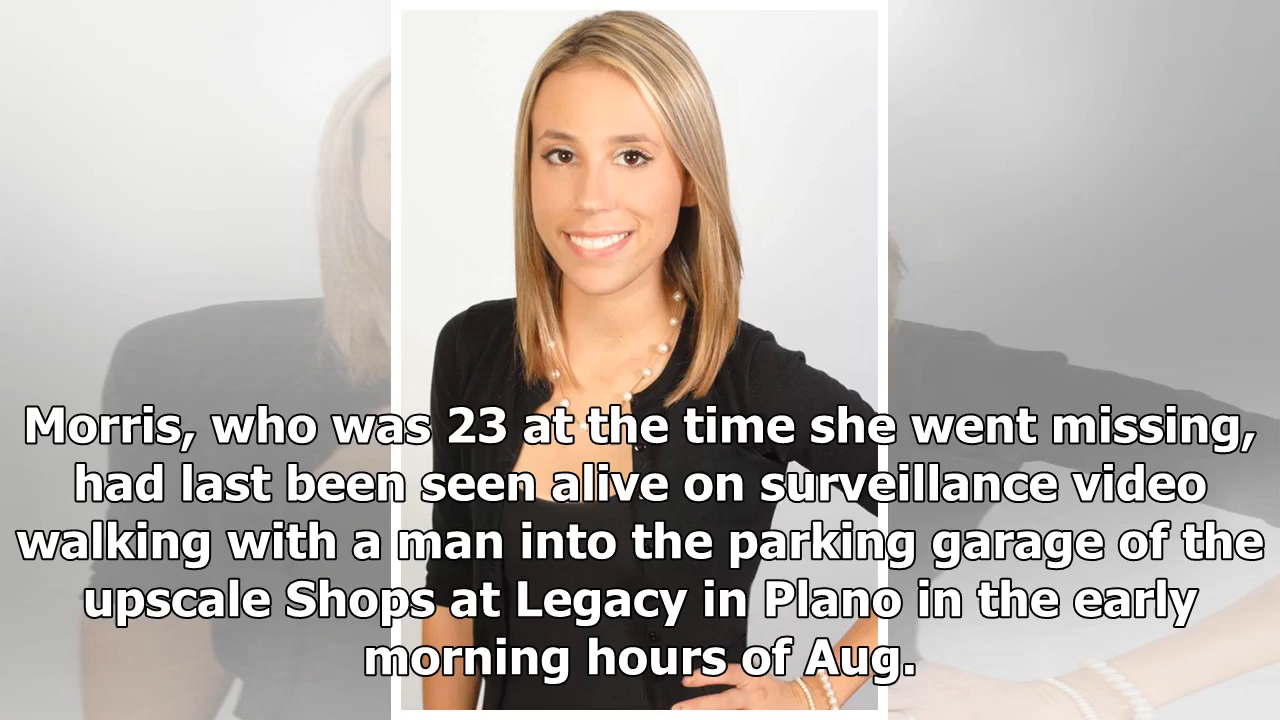 Morris, who was 23 at the time she went missing,
had last been seen alive on surveillance video
walking with a man into the parking garage of the
upscale Shops at Legacy in Plano in the early
morning hours of Aug.